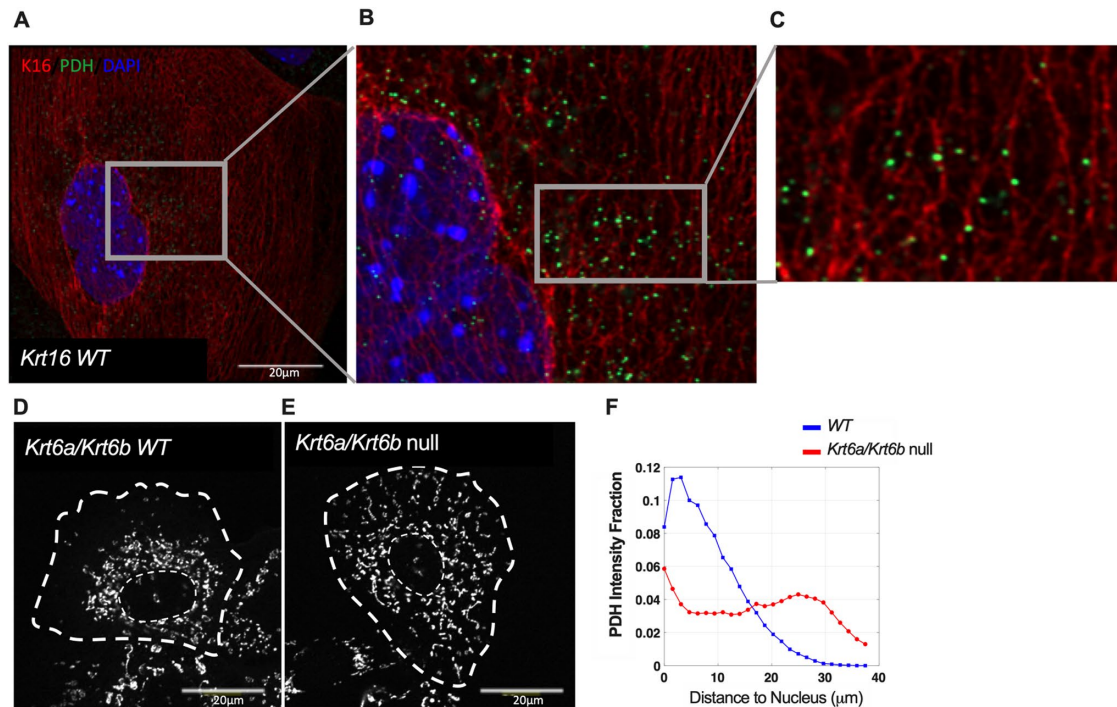 A
B
C
K16 PDH DAPI
Krt16 WT
20μm
D
E
F
Krt6a/Krt6b WT
Krt6a/Krt6b null
20μm
20μm
WT
Krt6a/Krt6b null
0.12
0.1
0.08
0.06
0.04
0.02
0
PDH Intensity Fraction
0 10 20 30 40
Distance to Nucleus (μm)